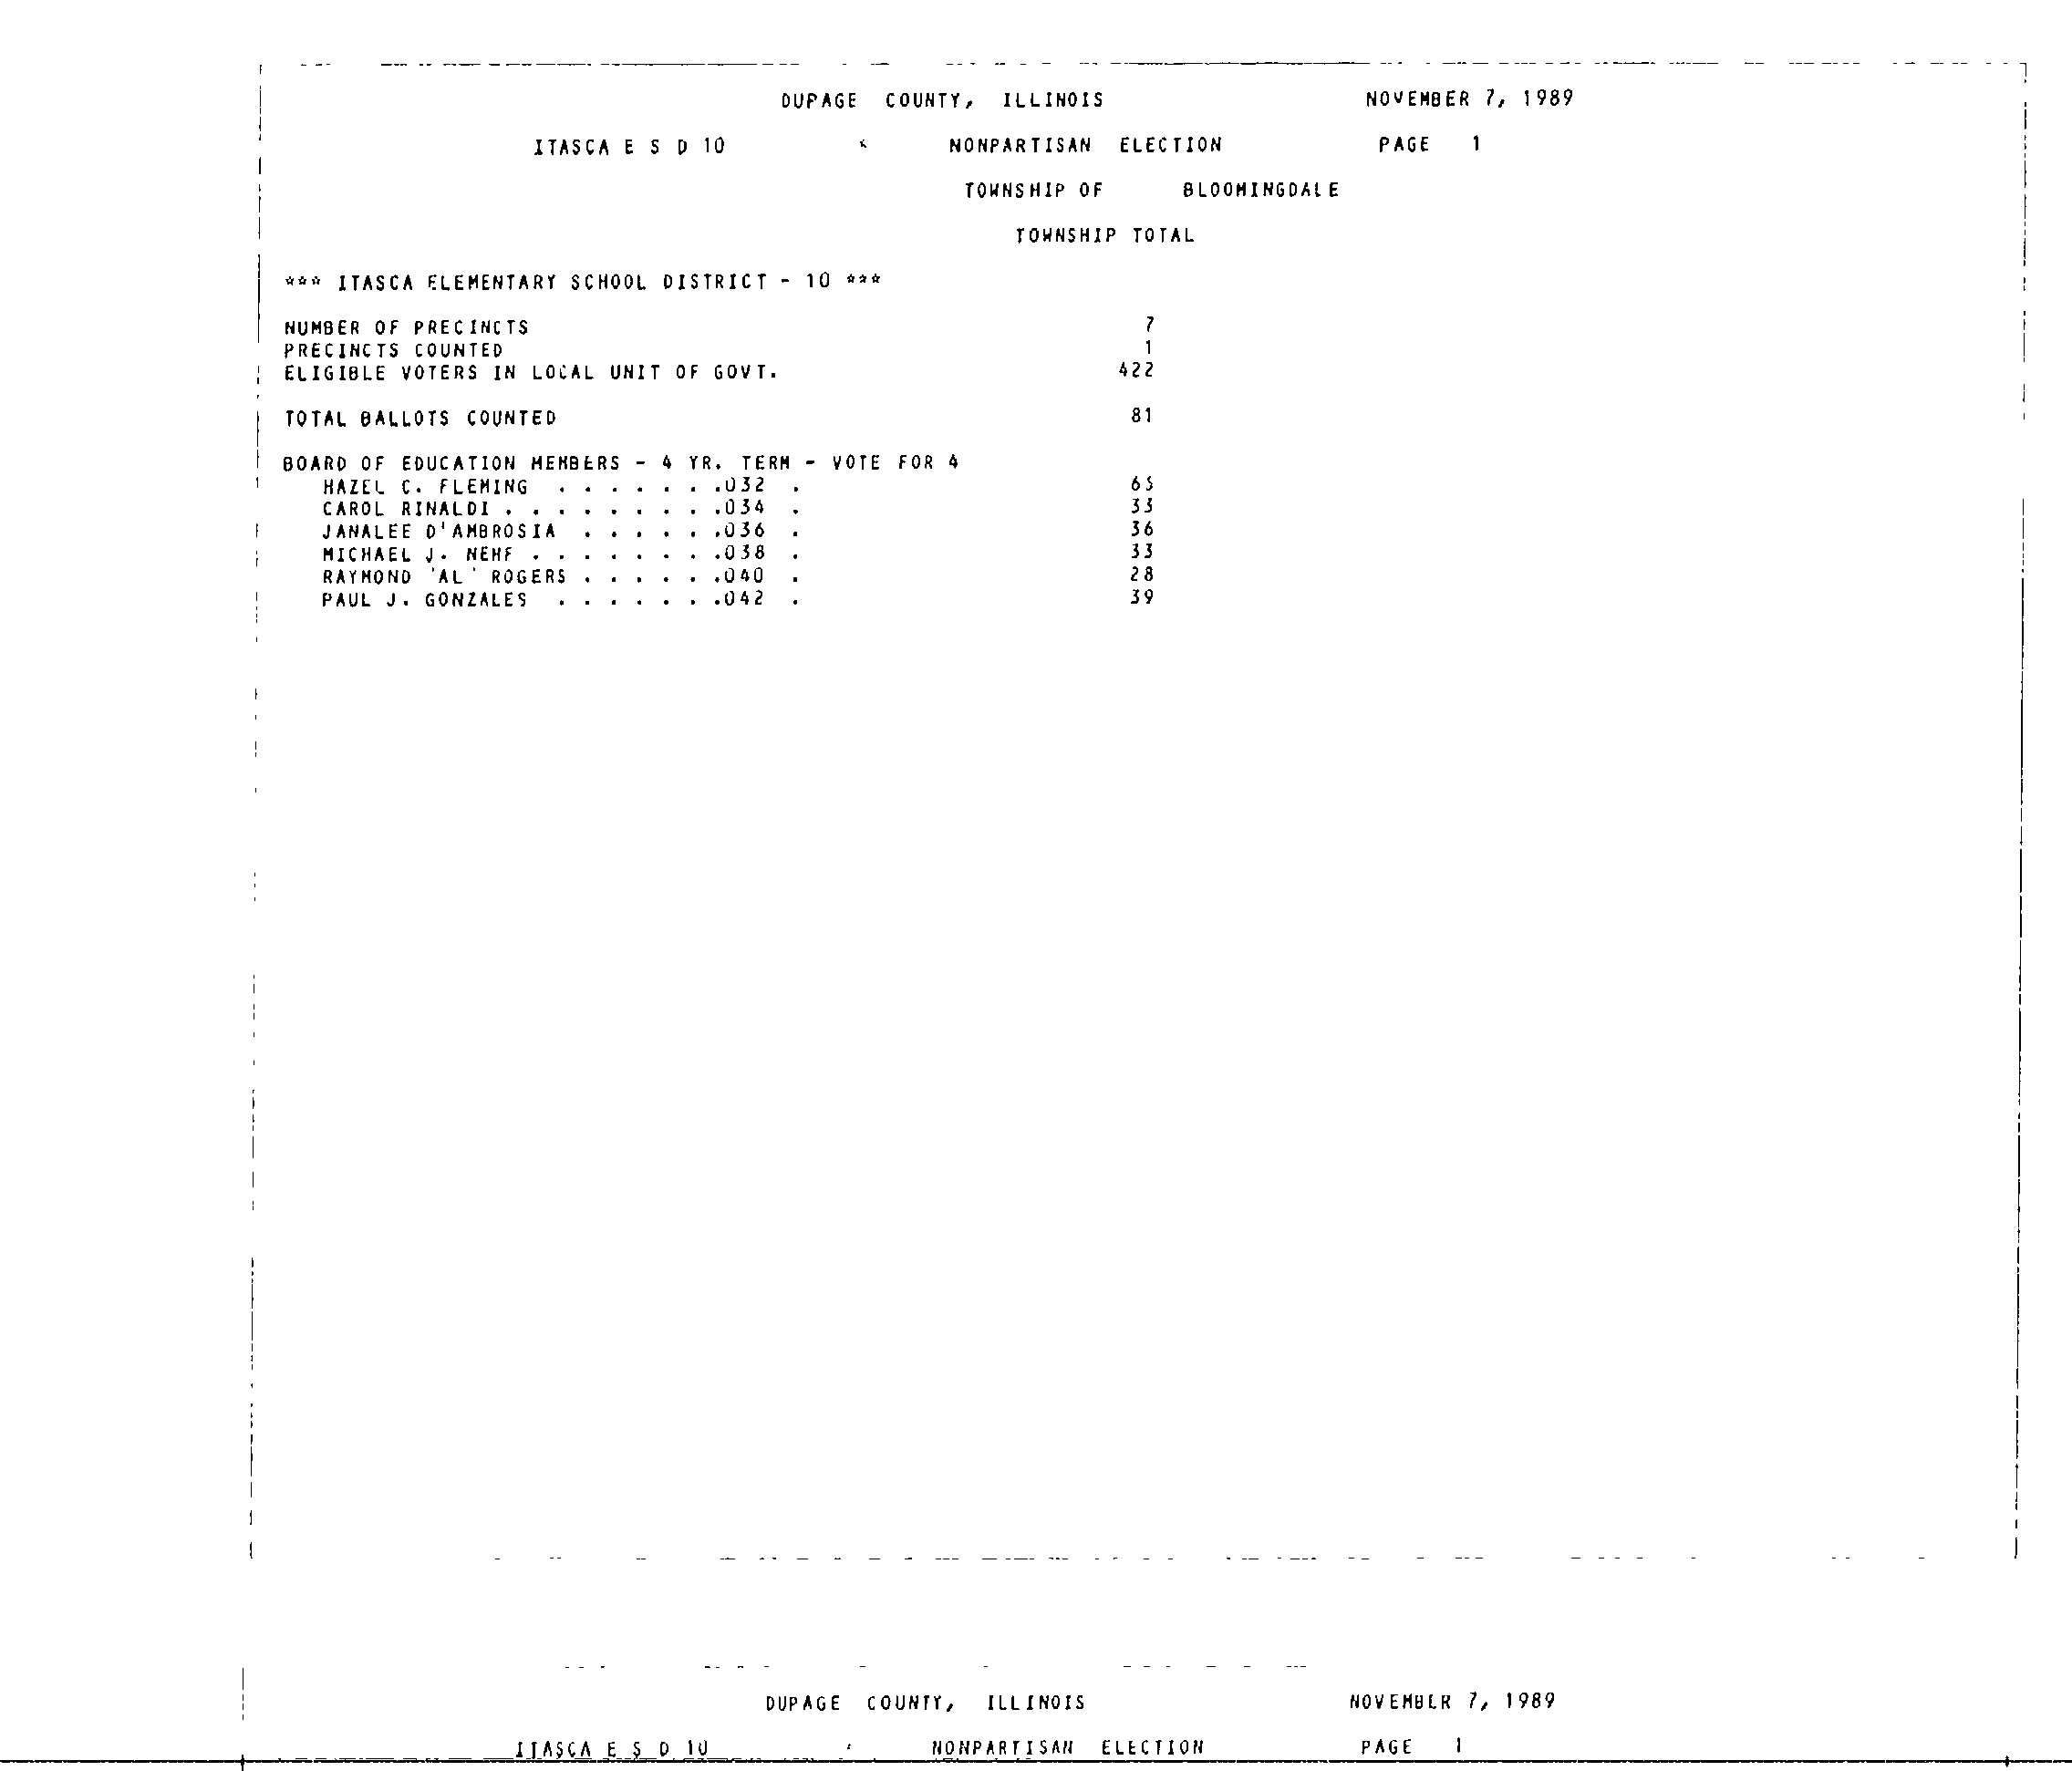 DUPAGE COUNTY, ILLINOIS NOVEMBER 7, 1989
ITASCA E S D 10 * NONPARTISAN ELECTION PAGE 1
TOWNSHIP OF BLOOMINGDALE
TOWNSHIP TOTAL
*** ITASCA ELEMENTARY SCHOOL DISTRICT - 10 ***
NUMBER OF PRECINCTS 7
PRECINCTS COUNTED 1
ELIGIBLE VOTERS IN LOCAL UNIT OF GOVT. 422
TOTAL BALLOTS COUNTED 81
BOARD OF EDUCATION MEMBERS - 4 YR. TERM - VOTE FOR 4
HAZEL C. FLEMING . . . . . . .032 . 65
CAROL RINALDI . . . . . . . . .034 . 33
JANALEE D'AMBROSIA . . . . . .036 . 36
MICHAEL J. NEHF . . . . . . . .038 . 33
RAYMOND 'AL' ROGERS . . . . . .040 . 28
PAUL J. GONZALES . . . . . . .042 . 39
DUPAGE COUNTY, ILLINOIS NOVEMBER 7, 1989
ITASCA E S D 10 NONPARTISAN ELECTION PAGE 1